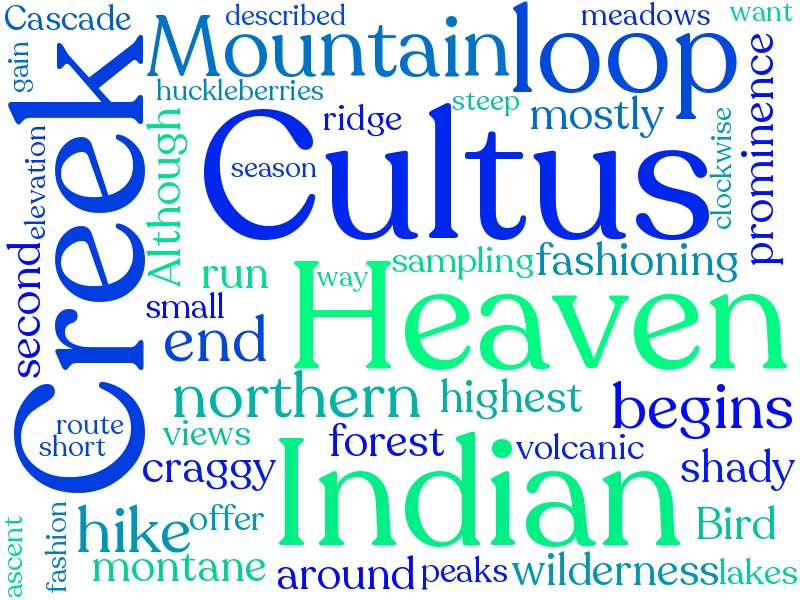 Cascade
described
meadows
want
gain
Mountain
loop
huckleberries
steep
Creek
Although
ridge
mostly
prominence
elevation
season
Cultus
clockwise
second
run
way
sampling
fashioning
small
Heaven
end
northern
highest
begins
route
short
views
forest
volcanic
craggy
Indian
shady
hike
offer
Bird
ascent
fashion
montane
around
peaks
wilderness
lakes